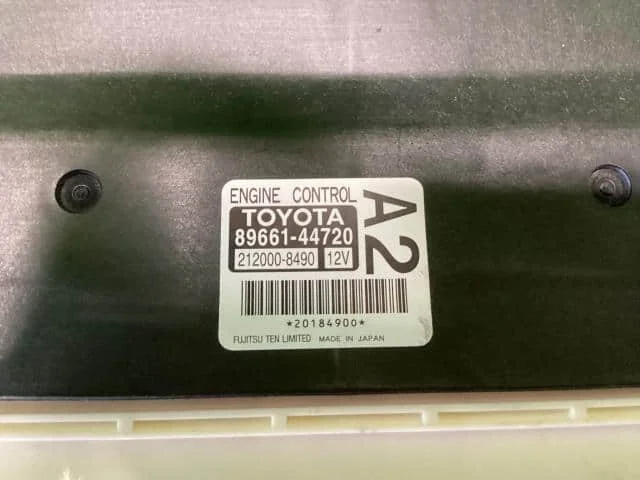 ENGINE CONTROL
TOYOTA
89661-44720
212000-8490 12V
A2
*20184900*
FUJITSU TEN LIMITED MADE IN JAPAN